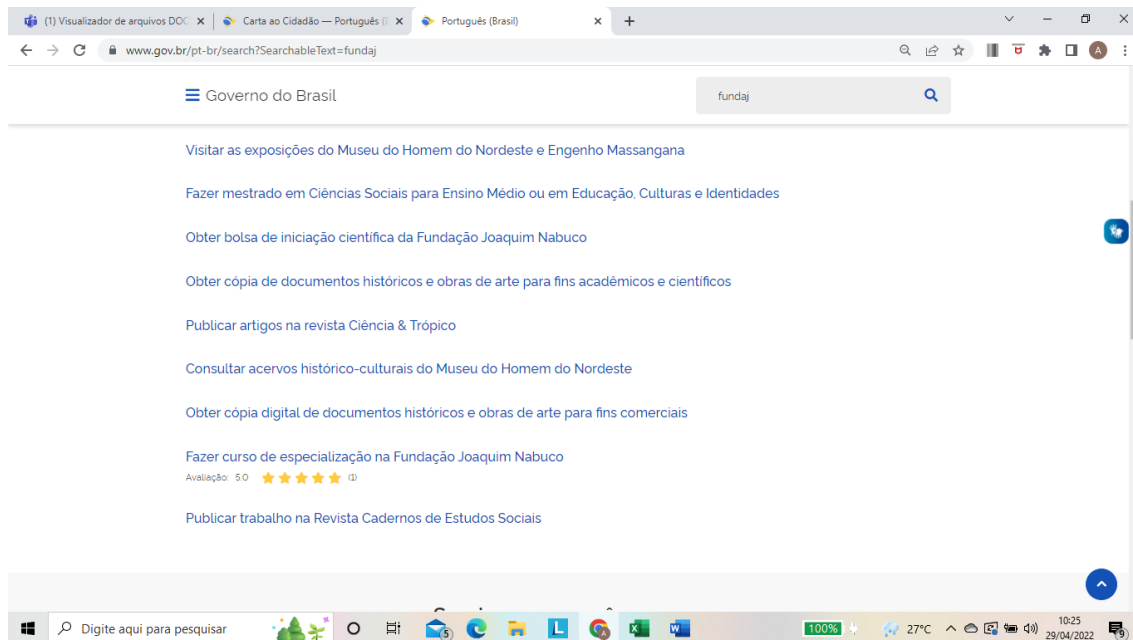 (1) Visualizador de arquivos DOC
Carta ao Cidadão — Português (
Português (Brasil)
www.gov.br/pt-br/search?SearchableText=fundaj
A
Governo do Brasil
fundaj
Visitar as exposições do Museu do Homem do Nordeste e Engenho Massangana
Fazer mestrado em Ciências Sociais para Ensino Médio ou em Educação, Culturas e Identidades
Obter bolsa de iniciação científica da Fundação Joaquim Nabuco
Obter cópia de documentos históricos e obras de arte para fins acadêmicos e científicos
Publicar artigos na revista Ciência & Trópico
Consultar acervos histórico-culturais do Museu do Homem do Nordeste
Obter cópia digital de documentos históricos e obras de arte para fins comerciais
Fazer curso de especialização na Fundação Joaquim Nabuco
Avaliação: 5.0 (1)
Publicar trabalho na Revista Cadernos de Estudos Sociais
Digite aqui para pesquisar
5
L
100%
27°C
10:25
29/04/2022